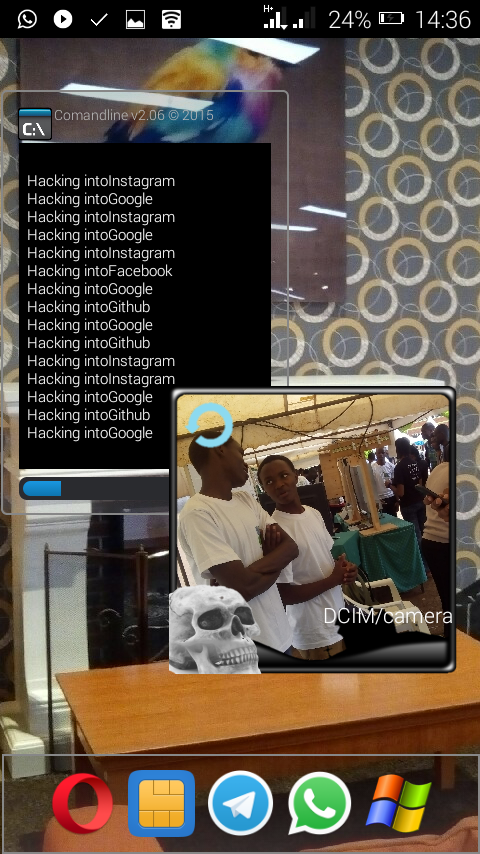 H+
24%
14:36
Comandline v2.06 © 2015
C:\
Hacking intoInstagram
Hacking intoGoogle
Hacking intoInstagram
Hacking intoGoogle
Hacking intoInstagram
Hacking intoFacebook
Hacking intoGoogle
Hacking intoGithub
Hacking intoGoogle
Hacking intoGithub
Hacking intoInstagram
Hacking intoInstagram
Hacking intoGoogle
Hacking intoGithub
Hacking intoGoogle
DCIM/camera